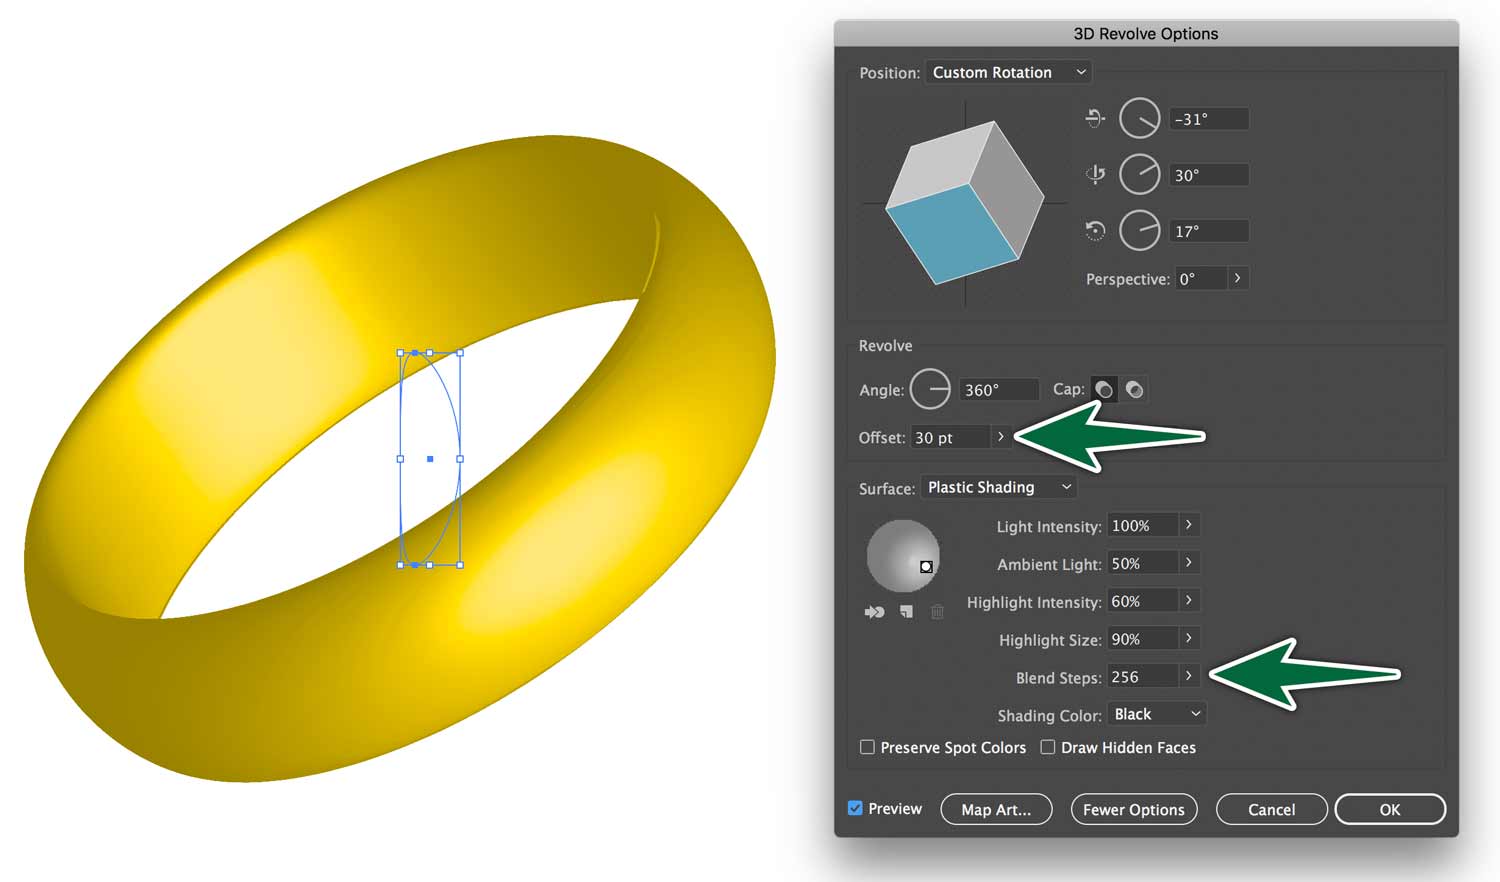 3D Revolve Options
Position: Custom Rotation
–31°
30°
17°
Perspective: 0°
Revolve
Angle: 360° Cap:
Offset: 30 pt
Surface: Plastic Shading
Light Intensity: 100%
Ambient Light: 50%
Highlight Intensity: 60%
Highlight Size: 90%
Blend Steps: 256
Shading Color: Black
Preserve Spot Colors Draw Hidden Faces
Preview Map Art... Fewer Options Cancel OK